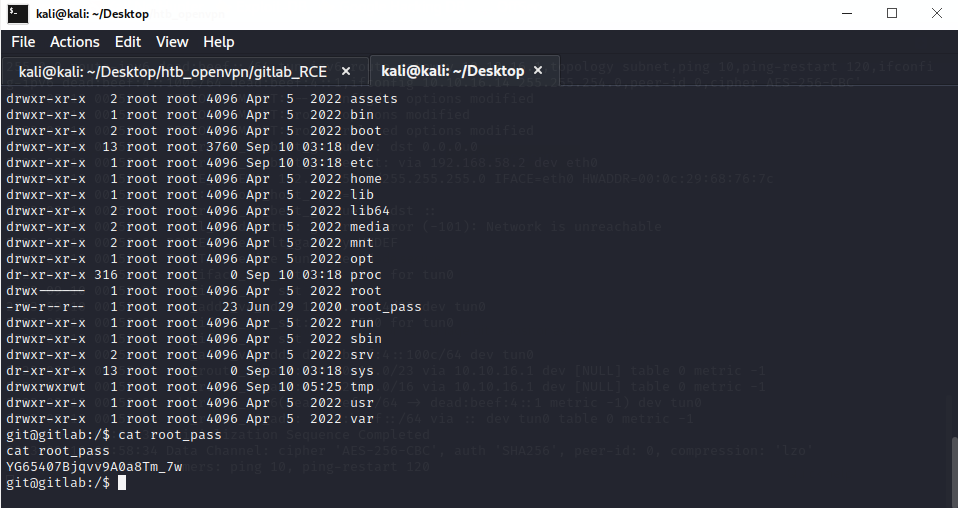 kali@kali: ~/Desktop
File Actions Edit View Help
kali@kali: ~/Desktop/htb_openvpn/gitlab_RCE
kali@kali: ~/Desktop
drwxr-xr-x 2 root root 4096 Apr 5 2022 assets
drwxr-xr-x 1 root root 4096 Apr 5 2022 bin
drwxr-xr-x 2 root root 4096 Apr 5 2022 boot
drwxr-xr-x 13 root root 3760 Sep 10 03:18 dev
drwxr-xr-x 1 root root 4096 Sep 10 03:18 etc
drwxr-xr-x 1 root root 4096 Apr 5 2022 home
drwxr-xr-x 1 root root 4096 Apr 5 2022 lib
drwxr-xr-x 2 root root 4096 Apr 5 2022 lib64
drwxr-xr-x 2 root root 4096 Apr 5 2022 media
drwxr-xr-x 2 root root 4096 Apr 5 2022 mnt
drwxr-xr-x 1 root root 4096 Apr 5 2022 opt
dr-xr-xr-x 316 root root 0 Sep 10 03:18 proc
drwx------ 1 root root 4096 Apr 5 2022 root
-rw-r--r-- 1 root root 23 Jun 29 2020 root_pass
drwxr-xr-x 1 root root 4096 Apr 5 2022 run
drwxr-xr-x 1 root root 4096 Apr 5 2022 sbin
drwxr-xr-x 2 root root 4096 Apr 5 2022 srv
dr-xr-xr-x 13 root root 0 Sep 10 03:18 sys
drwxrwxrwt 1 root root 4096 Sep 10 05:25 tmp
drwxr-xr-x 1 root root 4096 Apr 5 2022 usr
drwxr-xr-x 1 root root 4096 Apr 5 2022 var
git@gitlab:/$ cat root_pass
cat root_pass
YG65407Bjqvv9A0a8Tm_7w
git@gitlab:/$